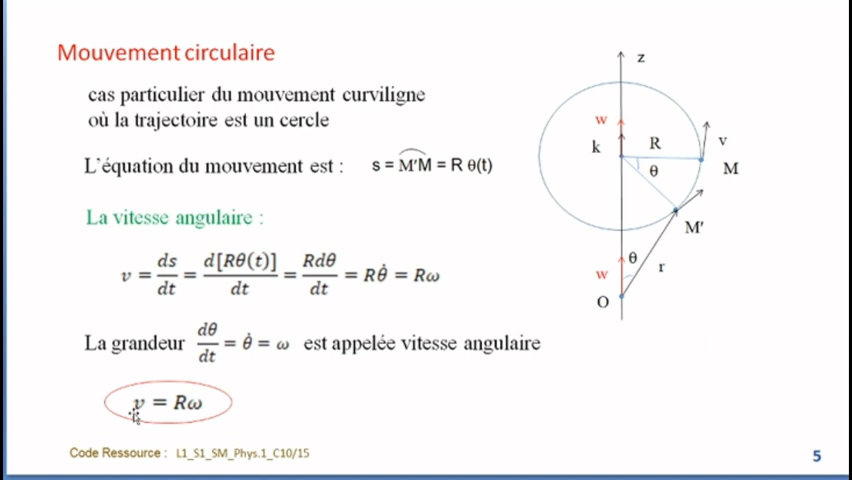 Mouvement circulaire
cas particulier du mouvement curviligne
où la trajectoire est un cercle
L'équation du mouvement est : s = M'M = R θ(t)
La vitesse angulaire :
v = ds/dt = d[Rθ(t)]/dt = Rdθ/dt = Rθ̇ = Rω
La grandeur dθ/dt = θ̇ = ω est appelée vitesse angulaire
v = Rω
z
w
k
R
v
θ
M
M'
θ
w
r
O
Code Ressource : L1_S1_SM_Phys.1_C10/15
5